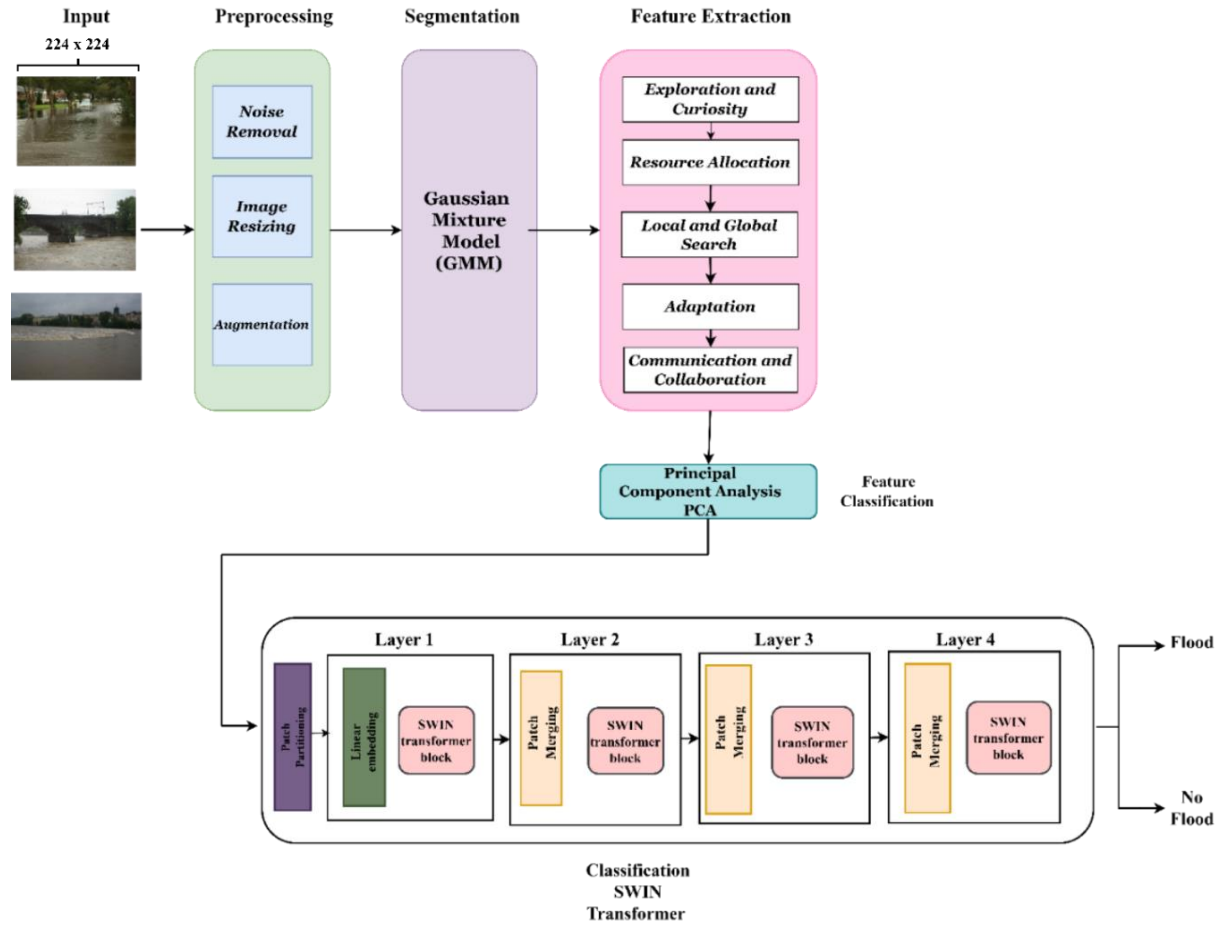 Input
Preprocessing
Segmentation
Feature Extraction
224 x 224
Noise
Removal
Image
Resizing
Augmentation
Gaussian
Mixture
Model
(GMM)
Exploration and
Curiosity
Resource Allocation
Local and Global
Search
Adaptation
Communication and
Collaboration
Principal
Component Analysis
PCA
Feature
Classification
Layer 1
Layer 2
Layer 3
Layer 4
Patch
Partitioning
Linear
embedding
SWIN
transformer
block
Patch
Merging
SWIN
transformer
block
Patch
Merging
SWIN
transformer
block
Patch
Merging
SWIN
transformer
block
Flood
No
Flood
Classification
SWIN
Transformer